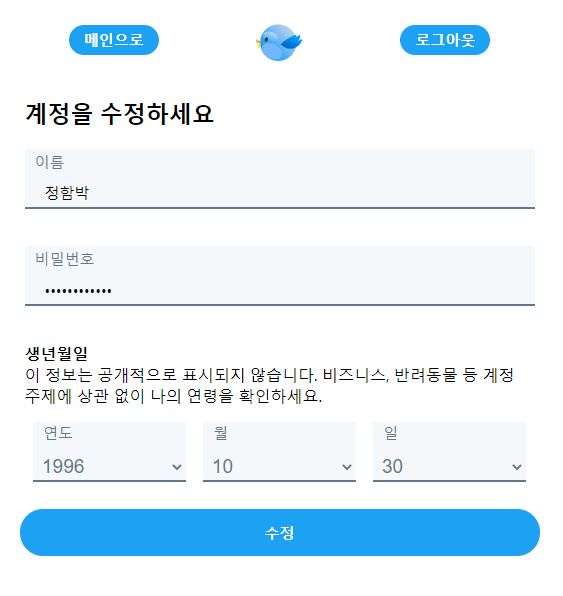 메인으로
로그아웃
계정을 수정하세요
이름
정함박
비밀번호
••••••••••••
생년월일
이 정보는 공개적으로 표시되지 않습니다. 비즈니스, 반려동물 등 계정
주제에 상관 없이 나의 연령을 확인하세요.
연도 월 일
1996 10 30
수정